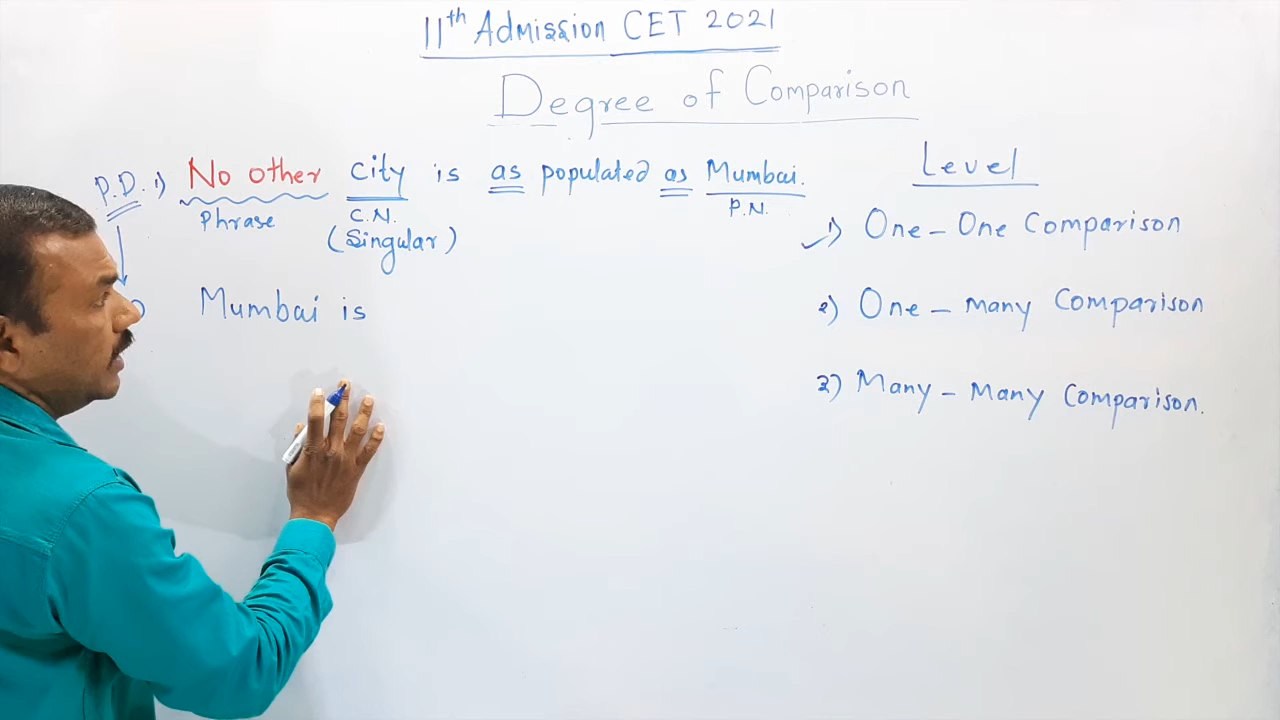 11th Admission CET 2021
Degree of Comparison
P.D. 1) No other city is as populated as Mumbai.
Phrase C.N. P.N.
(Singular)
Mumbai is
Level
1) One - One Comparison
2) One - many Comparison
3) Many - Many Comparison.